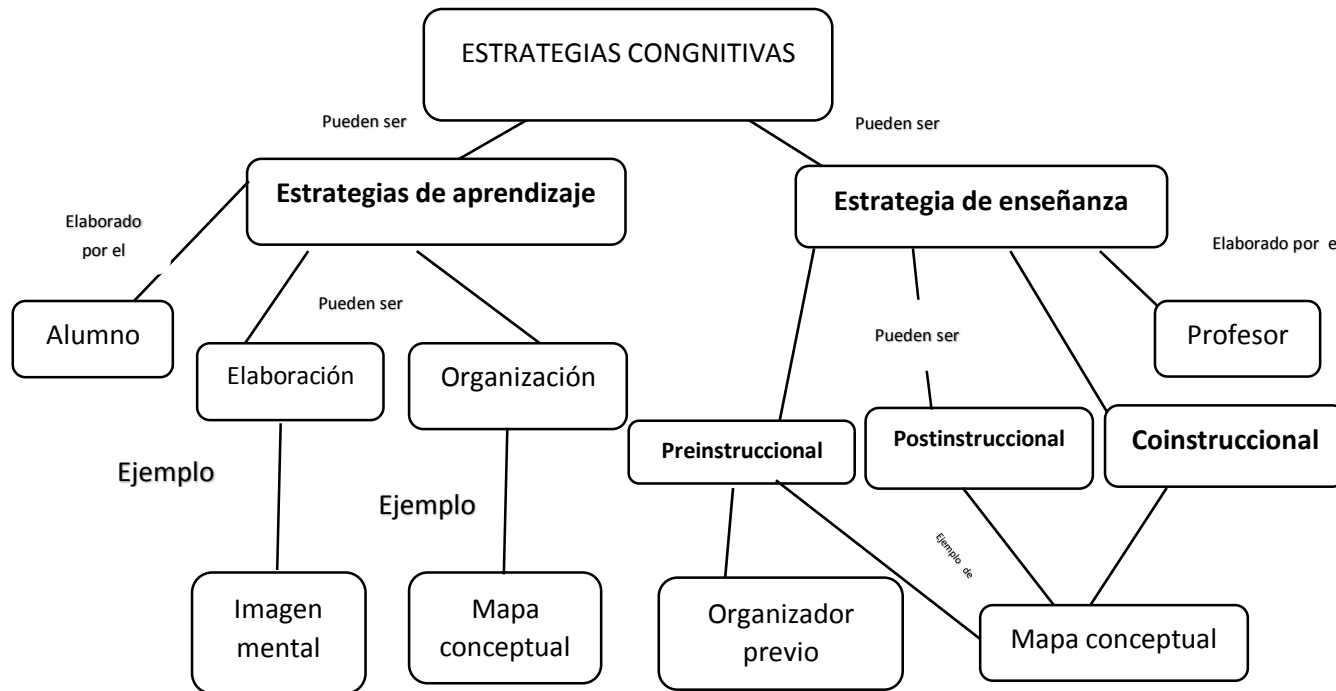 ESTRATEGIAS CONGNITIVAS
Pueden ser
Pueden ser
Estrategias de aprendizaje
Estrategia de enseñanza
Elaborado
por el
Elaborado por e
Alumno
Pueden ser
Profesor
Pueden ser
Elaboración
Organización
Preinstruccional
Postinstruccional
Coinstruccional
Ejemplo
Ejemplo
Ejemplo de
Imagen
mental
Mapa
conceptual
Organizador
previo
Mapa conceptual